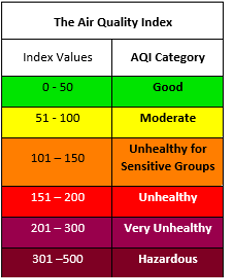 The Air Quality Index
Index Values AQI Category
0 - 50 Good
51 - 100 Moderate
101 – 150 Unhealthy for
Sensitive Groups
151 – 200 Unhealthy
201 – 300 Very Unhealthy
301 –500 Hazardous